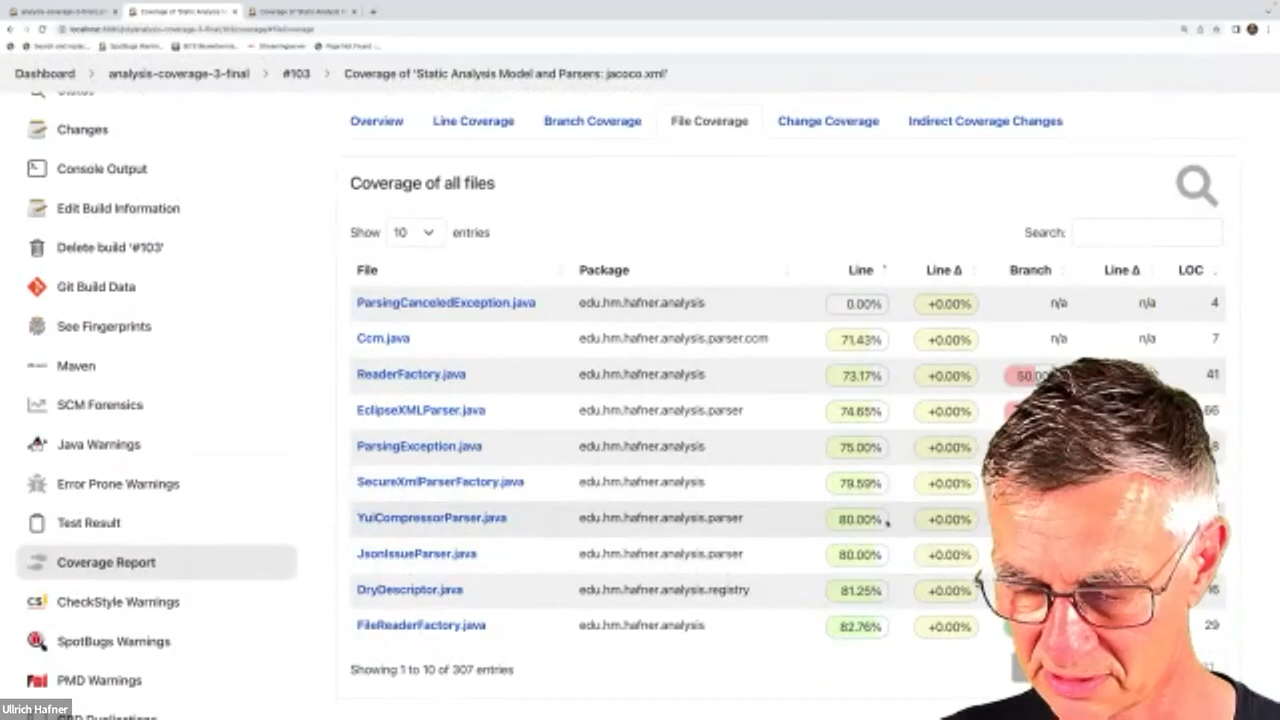 Dashboard > analysis-coverage-3-final > #103 > Coverage of 'Static Analysis Model and Parsers: jacoco.xml'
Status
Changes
Console Output
Edit Build Information
Delete build '#103'
Git Build Data
See Fingerprints
Maven
SCM Forensics
Java Warnings
Error Prone Warnings
Test Result
Coverage Report
CheckStyle Warnings
SpotBugs Warnings
PMD Warnings
Overview Line Coverage Branch Coverage File Coverage Change Coverage Indirect Coverage Changes
Coverage of all files
Show 10 entries Search:
File Package Line Line Δ Branch Line Δ LOC
ParsingCanceledException.java edu.hm.hafner.analysis 0.00% +0.00% n/a n/a 4
Ccm.java edu.hm.hafner.analysis.parser.ccm 71.43% +0.00% n/a n/a 7
ReaderFactory.java edu.hm.hafner.analysis 73.17% +0.00% 50.00 41
EclipseXMLParser.java edu.hm.hafner.analysis.parser 74.65% +0.00%
ParsingException.java edu.hm.hafner.analysis 75.00% +0.00% 8
SecureXmlParserFactory.java edu.hm.hafner.analysis 79.59% +0.00%
YuiCompressorParser.java edu.hm.hafner.analysis.parser 80.00% +0.00%
JsonIssueParser.java edu.hm.hafner.analysis.parser 80.00% +0.00%
DryDescriptor.java edu.hm.hafner.analysis.registry 81.25% +0.00% 16
FileReaderFactory.java edu.hm.hafner.analysis 82.76% +0.00% 29
Showing 1 to 10 of 307 entries
Ullrich Hafner